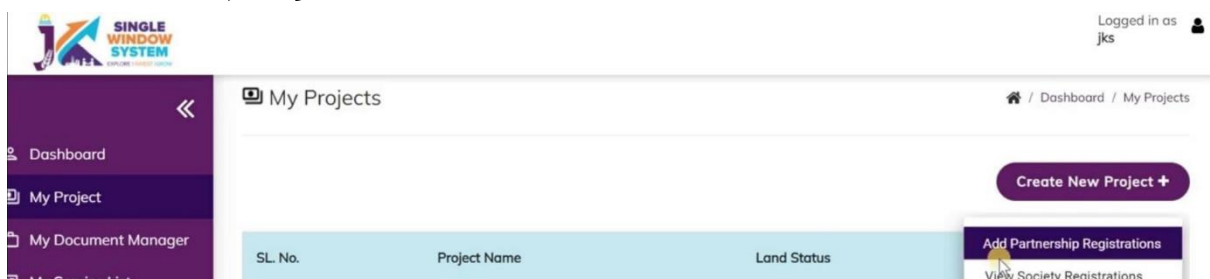 SINGLE
WINDOW
SYSTEM
Logged in as
jks
My Projects
/ Dashboard / My Projects
Dashboard
Create New Project +
My Project
My Document Manager
Add Partnership Registrations
SL. No. Project Name Land Status
View Society Registrations